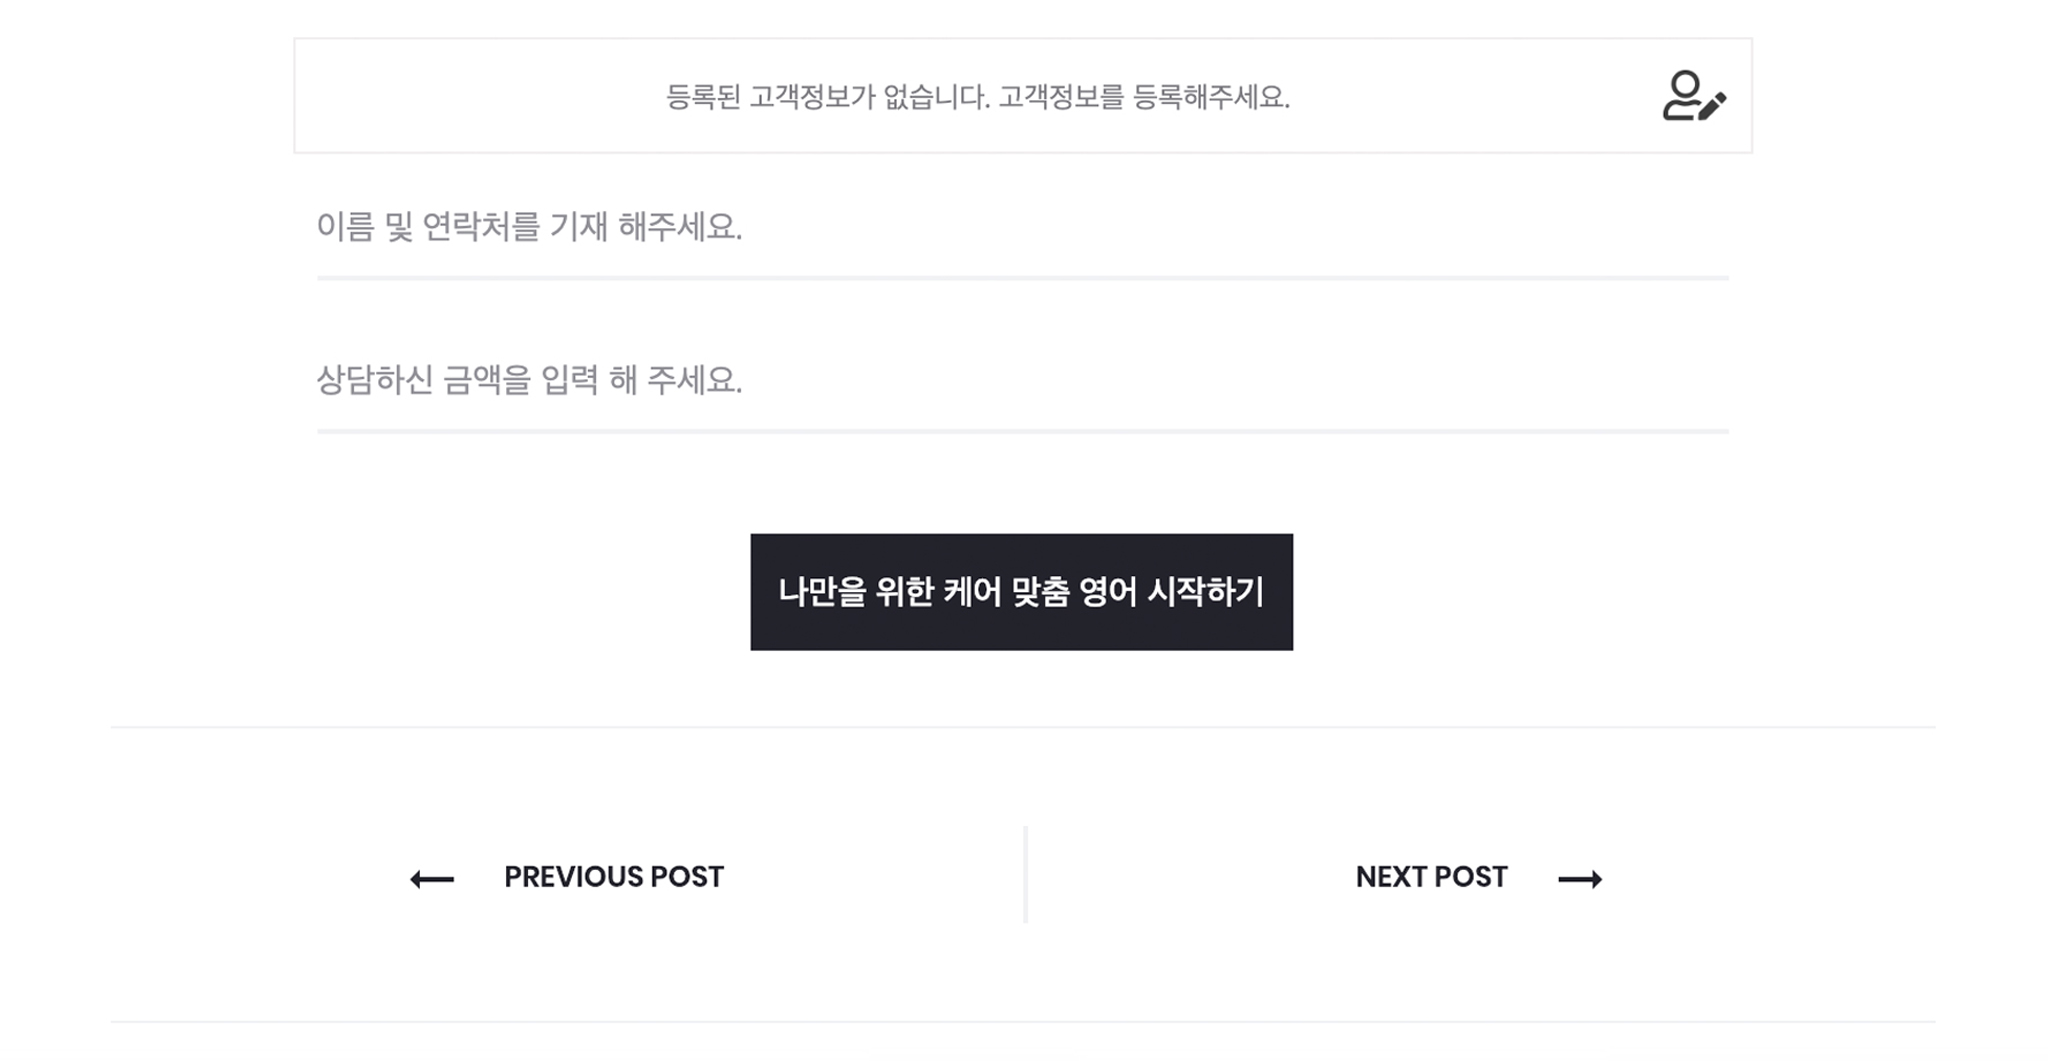 등록된 고객정보가 없습니다. 고객정보를 등록해주세요.
이름 및 연락처를 기재 해주세요.
상담하신 금액을 입력 해 주세요.
나만을 위한 케어 맞춤 영어 시작하기
PREVIOUS POST
NEXT POST